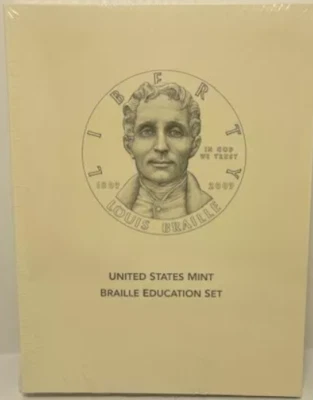 LIBERTY
IN GOD
WE TRUST
1809 2009
LOUIS BRAILLE
UNITED STATES MINT
BRAILLE EDUCATION SET